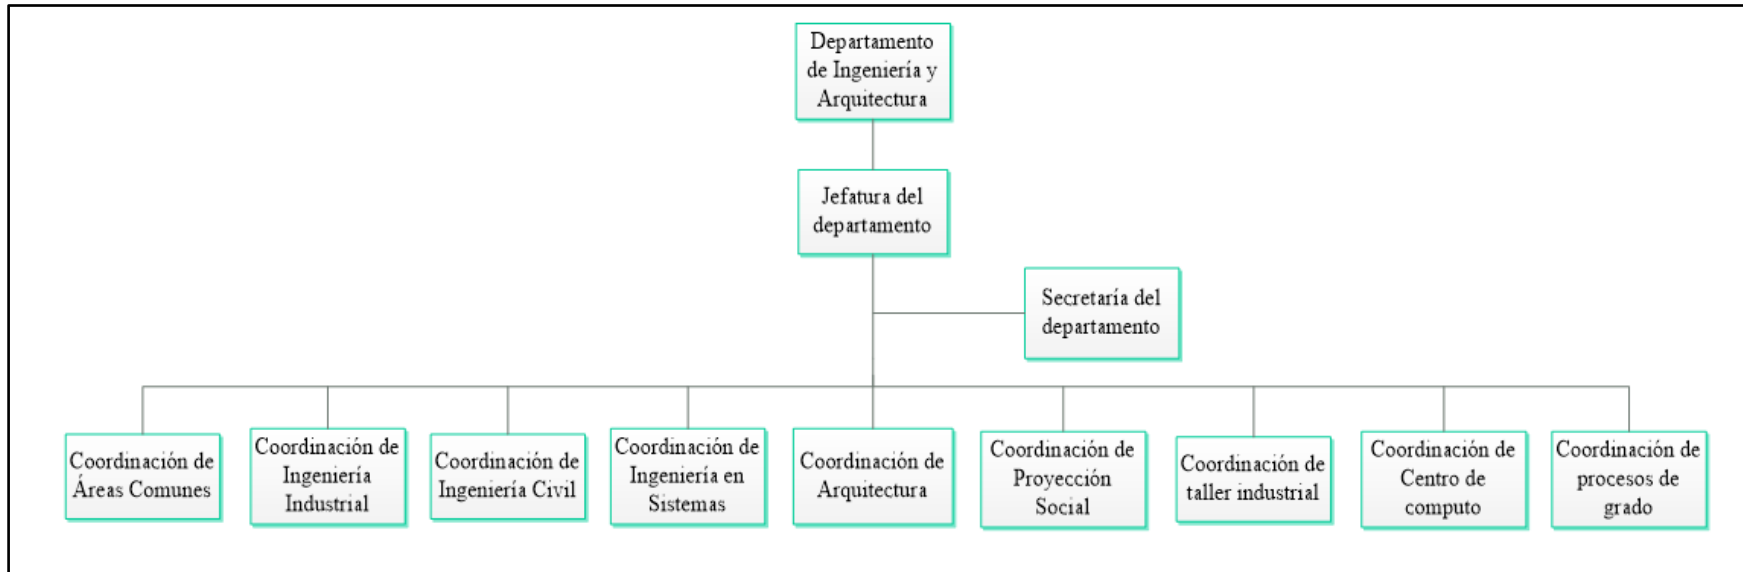 Departamento
de Ingeniería y
Arquitectura
Jefatura del
departamento
Secretaría del
departamento
Coordinación de
Áreas Comunes
Coordinación de
Ingeniería
Industrial
Coordinación de
Ingeniería Civil
Coordinación de
Ingeniería en
Sistemas
Coordinación de
Arquitectura
Coordinación de
Proyección
Social
Coordinación de
taller industrial
Coordinación de
Centro de
computo
Coordinación de
procesos de
grado